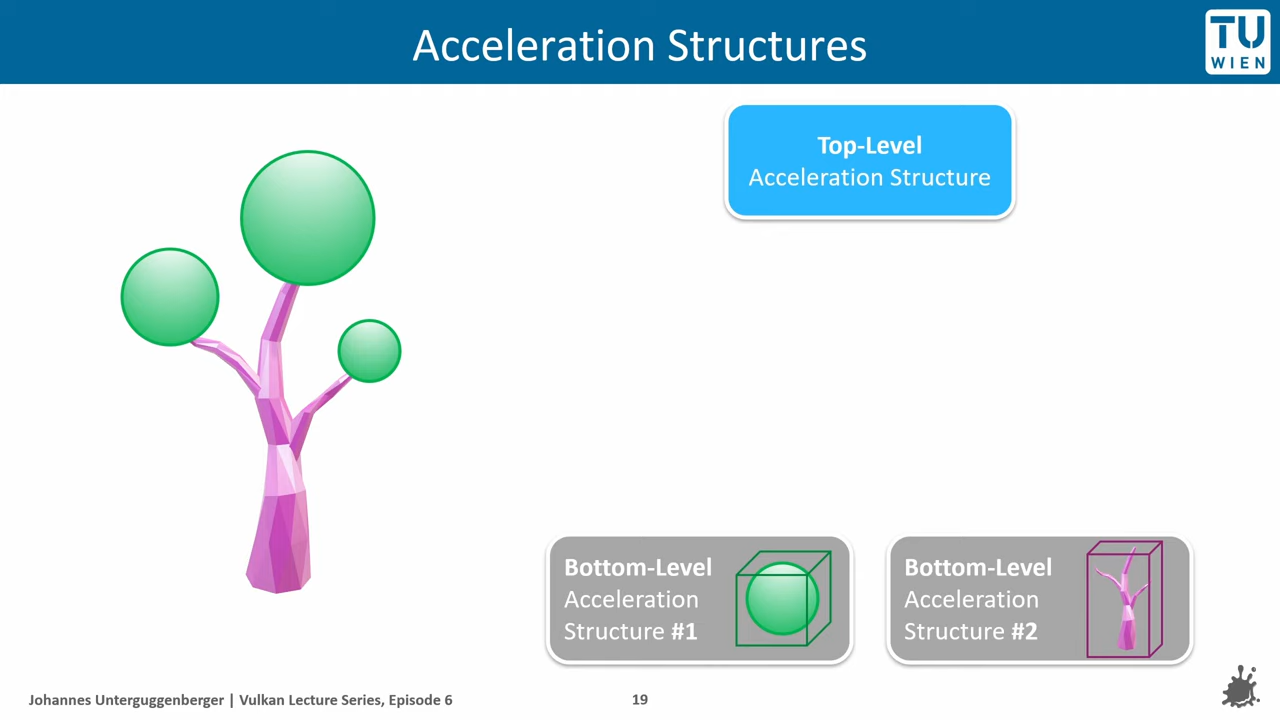 Acceleration Structures
TU
WIEN
Top-Level
Acceleration Structure
Bottom-Level
Acceleration
Structure #1
Bottom-Level
Acceleration
Structure #2
Johannes Unterguggenberger | Vulkan Lecture Series, Episode 6
19